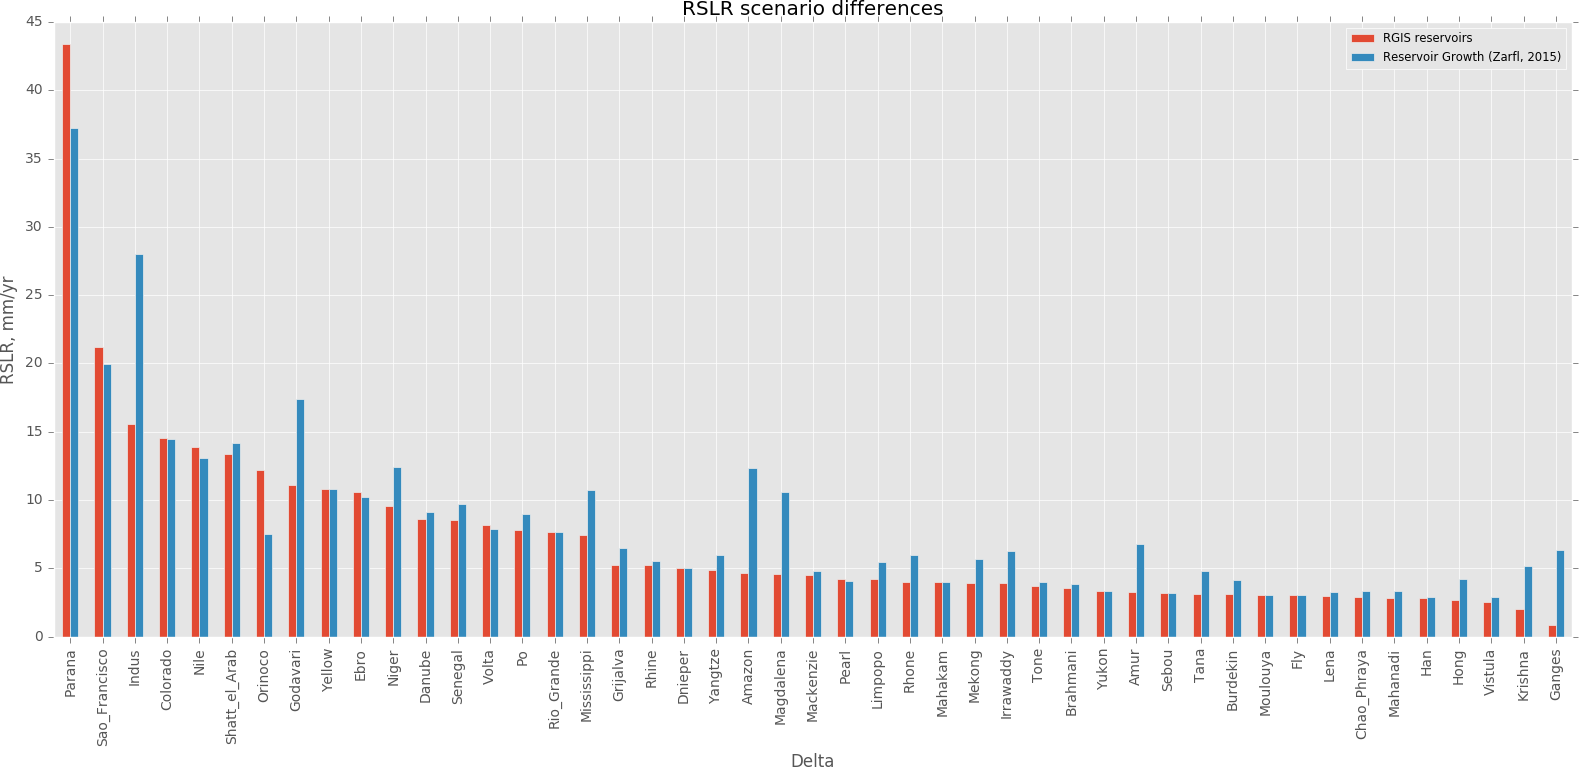 RSLR scenario differences
RGIS reservoirs
Reservoir Growth (Zarfl, 2015)
RSLR, mm/yr
45
40
35
30
25
20
15
10
5
0
Parana
Sao_Francisco
Indus
Colorado
Nile
Shatt_el_Arab
Orinoco
Godavari
Yellow
Ebro
Niger
Danube
Senegal
Volta
Po
Rio_Grande
Mississippi
Grijalva
Rhine
Dnieper
Yangtze
Amazon
Magdalena
Mackenzie
Pearl
Limpopo
Rhone
Mahakam
Mekong
Irrawaddy
Tone
Brahmani
Yukon
Amur
Sebou
Tana
Burdekin
Moulouya
Fly
Lena
Chao_Phraya
Mahanadi
Han
Hong
Vistula
Krishna
Ganges
Delta